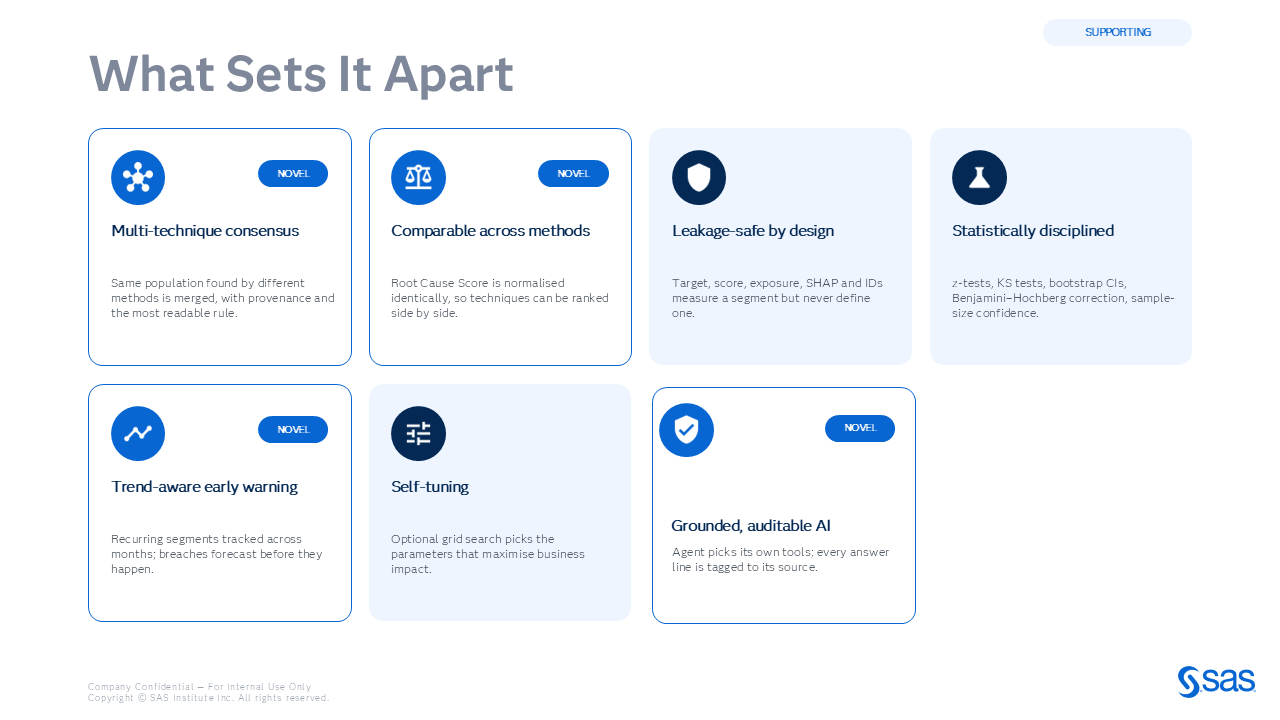 SUPPORTING
What Sets It Apart
NOVEL
Multi-technique consensus
Same population found by different
methods is merged, with provenance and
the most readable rule.
NOVEL
Comparable across methods
Root Cause Score is normalised
identically, so techniques can be ranked
side by side.
Leakage-safe by design
Target, score, exposure, SHAP and IDs
measure a segment but never define
one.
Statistically disciplined
z-tests, KS tests, bootstrap CIs,
Benjamini–Hochberg correction, sample-
size confidence.
NOVEL
Trend-aware early warning
Recurring segments tracked across
months; breaches forecast before they
happen.
Self-tuning
Optional grid search picks the
parameters that maximise business
impact.
NOVEL
Grounded, auditable AI
Agent picks its own tools; every answer
line is tagged to its source.
Company Confidential – For Internal Use Only
Copyright © SAS Institute Inc. All rights reserved.
sas